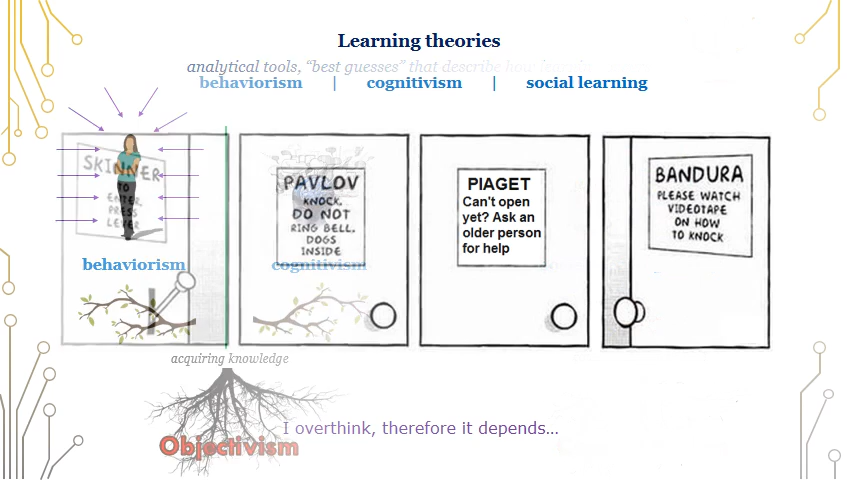 Learning theories
analytical tools, “best guesses” that describe how
behaviorism | cognitivism | social learning
SKINNER
TO
ENTER,
PRESS
LEVER
PAVLOV
KNOCK.
DO NOT
RING BELL.
DOGS
INSIDE
PIAGET
Can't open
yet? Ask an
older person
for help
BANDURA
PLEASE WATCH
VIDEOTAPE
ON HOW
TO KNOCK
behaviorism
cognitivism
acquiring knowledge
I overthink, therefore it depends…
Objectivism